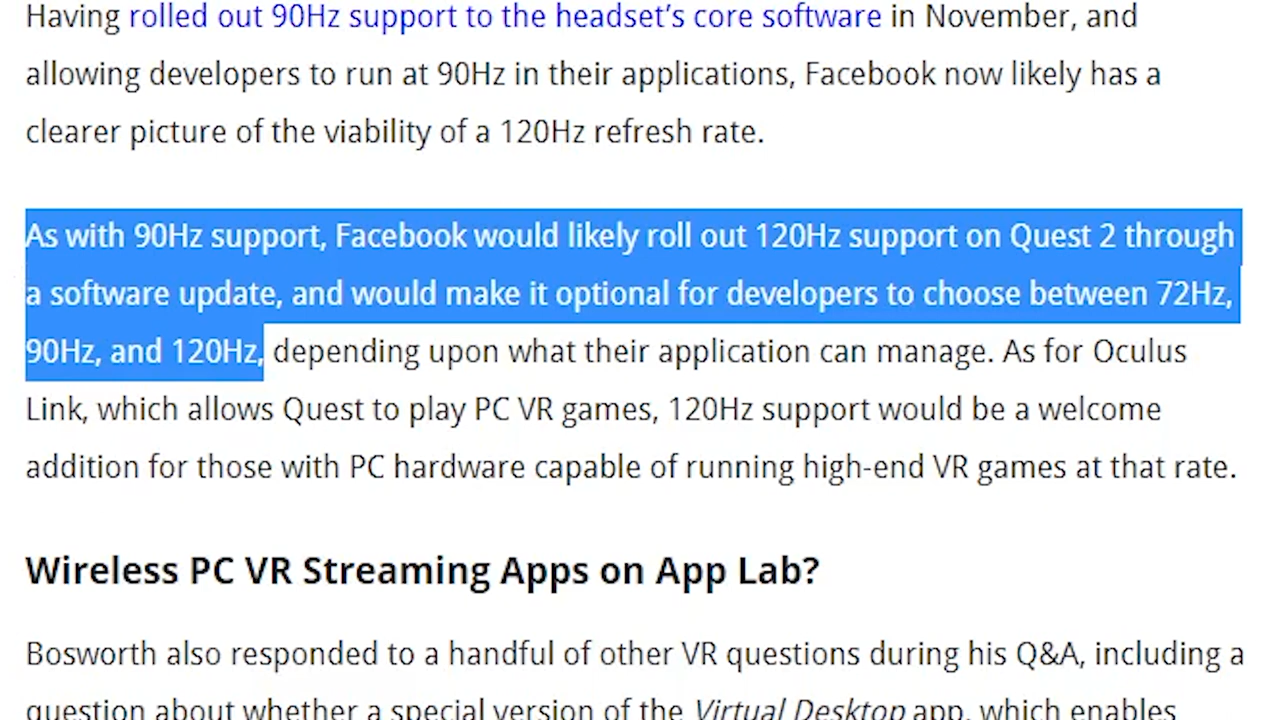 Having rolled out 90Hz support to the headset’s core software in November, and
allowing developers to run at 90Hz in their applications, Facebook now likely has a
clearer picture of the viability of a 120Hz refresh rate.
As with 90Hz support, Facebook would likely roll out 120Hz support on Quest 2 through
a software update, and would make it optional for developers to choose between 72Hz,
90Hz, and 120Hz, depending upon what their application can manage. As for Oculus
Link, which allows Quest to play PC VR games, 120Hz support would be a welcome
addition for those with PC hardware capable of running high-end VR games at that rate.
Wireless PC VR Streaming Apps on App Lab?
Bosworth also responded to a handful of other VR questions during his Q&A, including a
question about whether a special version of the Virtual Desktop app, which enables